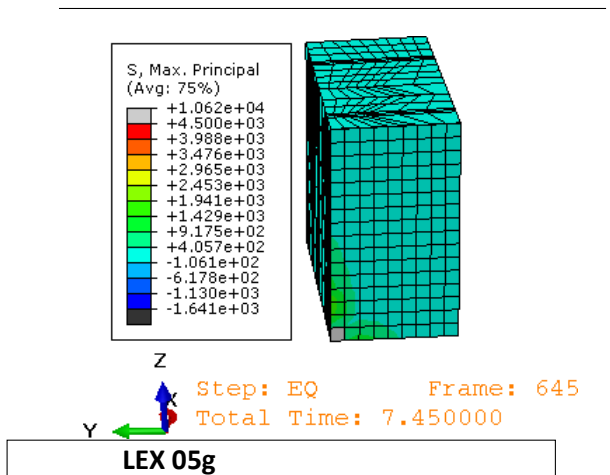 S, Max. Principal
(Avg: 75%)
+1.062e+04
+4.500e+03
+3.988e+03
+3.476e+03
+2.965e+03
+2.453e+03
+1.941e+03
+1.429e+03
+9.175e+02
+4.057e+02
-1.061e+02
-6.178e+02
-1.130e+03
-1.641e+03
Z
X
Y
Step: EQ Frame: 645
Total Time: 7.450000
LEX 05g